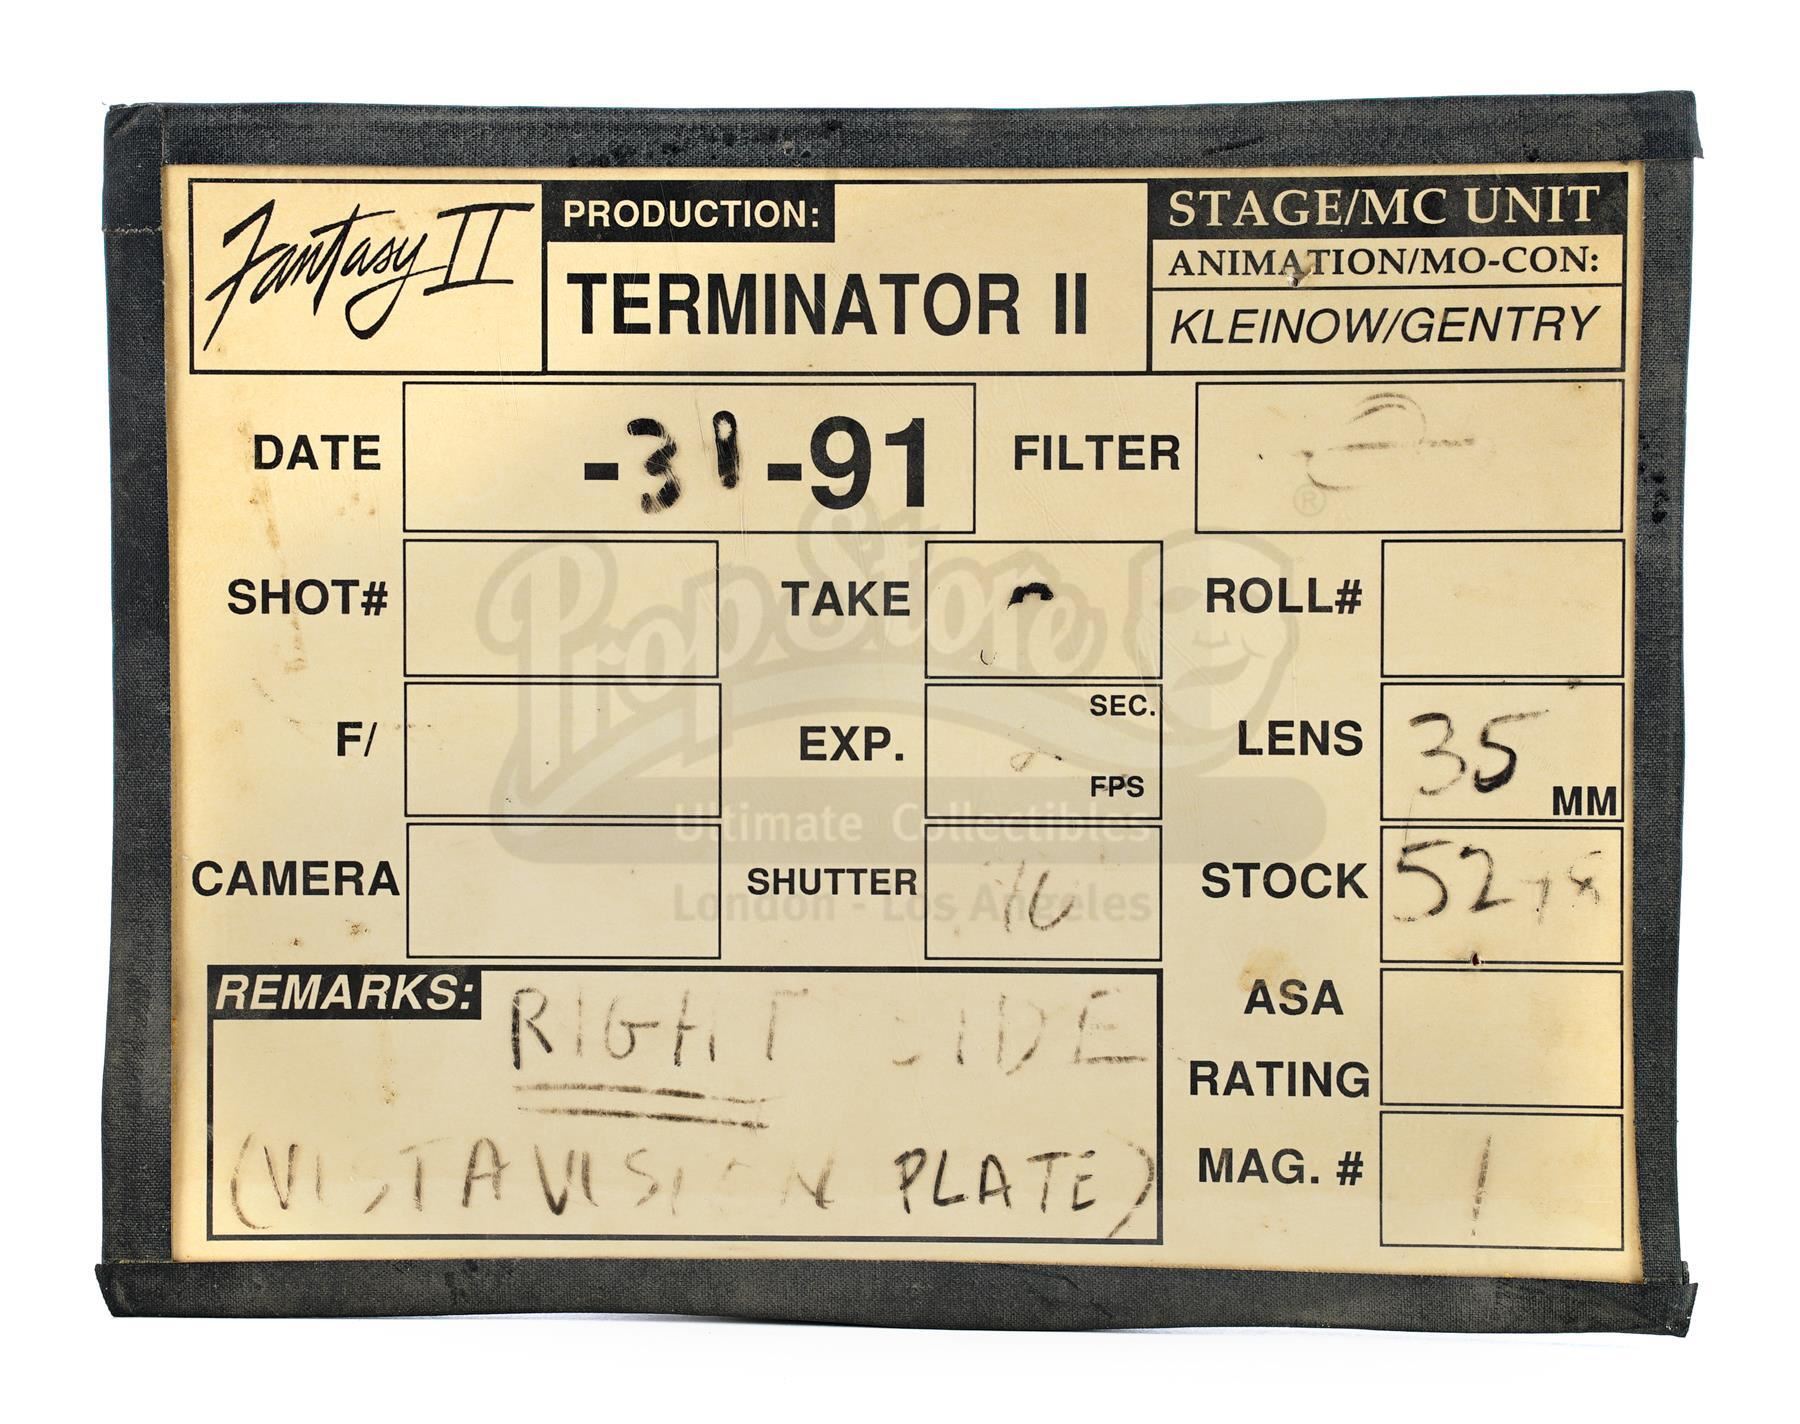 Fantasy II
PRODUCTION:
TERMINATOR II
STAGE/MC UNIT
ANIMATION/MO-CON:
KLEINOW/GENTRY
DATE -31-91
FILTER
SHOT#
TAKE
ROLL#
F/
EXP. SEC.
FPS
LENS 35 MM
CAMERA
SHUTTER
STOCK 52
ASA
RATING
MAG. # 1
REMARKS: RIGHT SIDE
(VISTAVISION PLATE)
PropStore ®
Ultimate Collectibles
London - Los Angeles